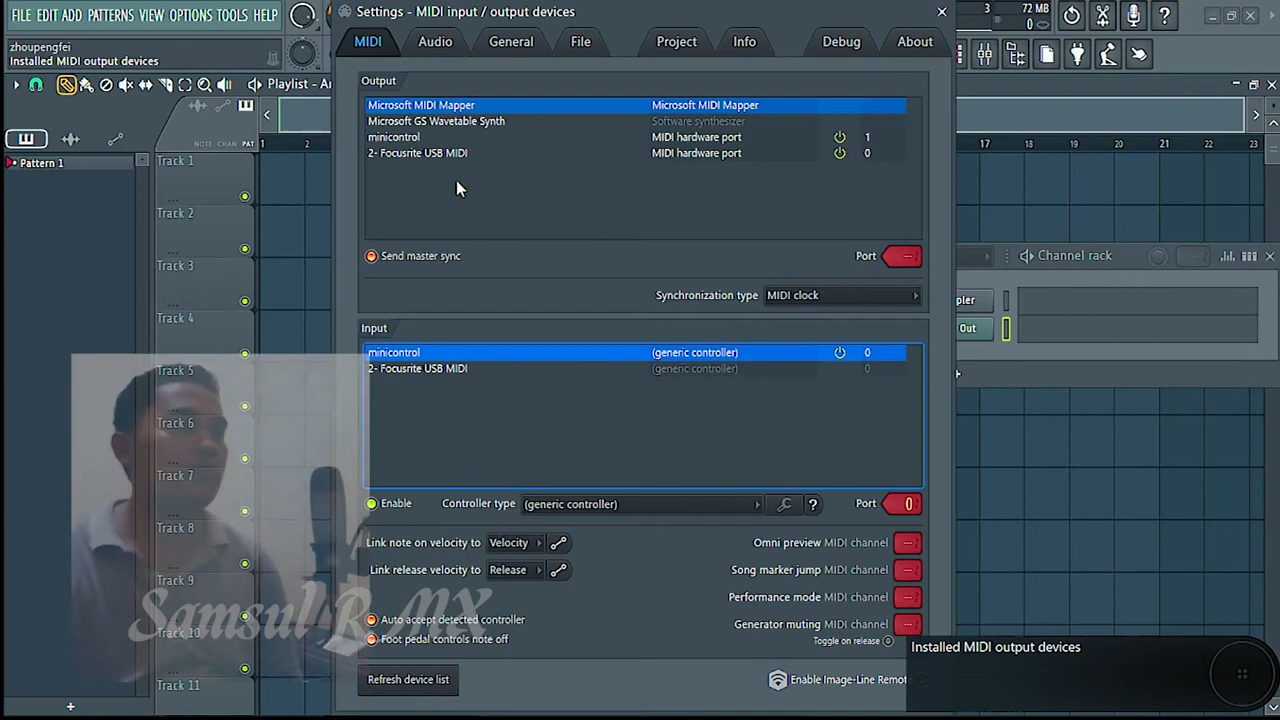 FILE EDIT ADD PATTERNS VIEW OPTIONS TOOLS HELP
Settings - MIDI input / output devices
3
72 MB
0
zhoupengfei
Installed MIDI output devices
MIDI Audio General File Project Info Debug About
Playlist - Ar
Output
Microsoft MIDI Mapper Microsoft MIDI Mapper
Microsoft GS Wavetable Synth Software synthesizer
minicontrol MIDI hardware port 1
2- Focusrite USB MIDI MIDI hardware port 0
NOTE CHAN PAT
1 2 17 18 19 20 21 22 23
Pattern 1
Track 1
Track 2
Track 3
Track 4
Track 5
Track 6
Track 7
Track 8
Track 9
Track 10
Track 11
Send master sync Port ---
Channel rack
Synchronization type MIDI clock
pler
Out
Input
minicontrol (generic controller) 0
2- Focusrite USB MIDI (generic controller) 0
Enable Controller type (generic controller) ? Port 0
Link note on velocity to Velocity Omni preview MIDI channel ---
Link release velocity to Release Song marker jump MIDI channel ---
Performance mode MIDI channel ---
Auto accept detected controller Generator muting MIDI channel ---
Foot pedal controls note off Toggle on release
Samsul R MX
Refresh device list Enable Image-Line Remot
Installed MIDI output devices